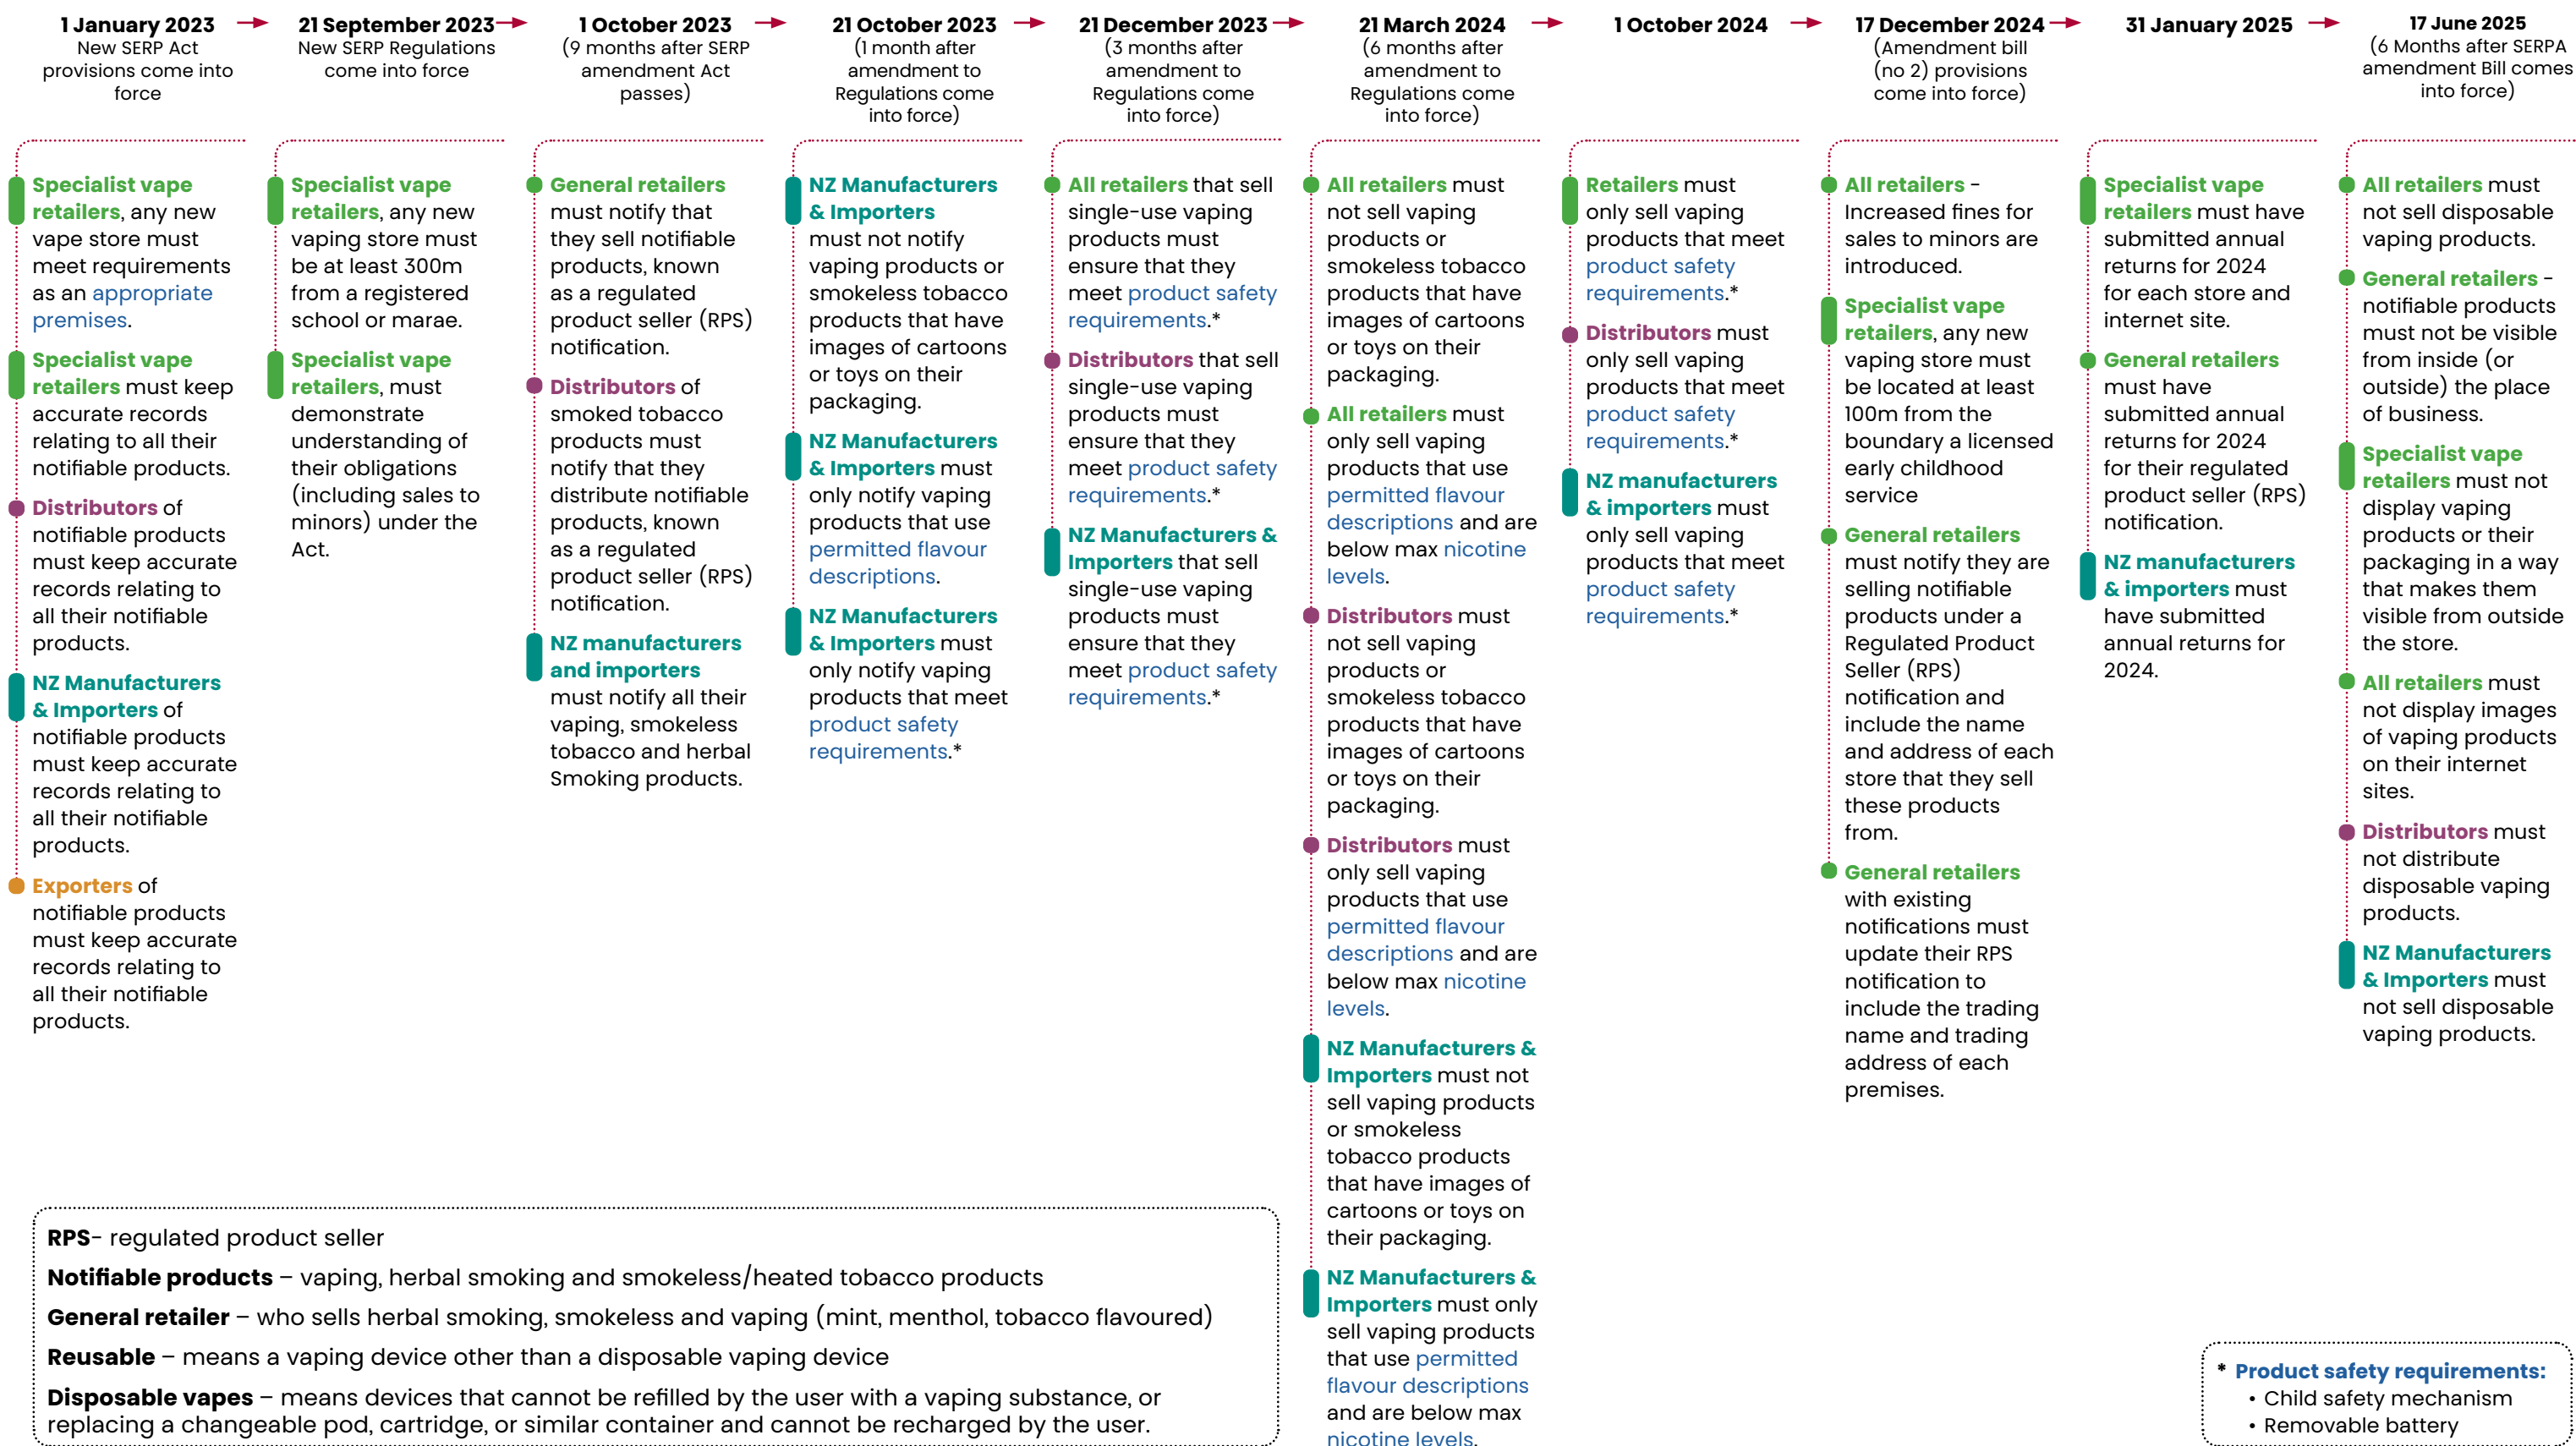 1 January 2023
New SERP Act
provisions come into
force
Specialist vape
retailers, any new
vape store must
meet requirements
as an appropriate
premises.
Specialist vape
retailers must keep
accurate records
relating to all their
notifiable products.
Distributors of
notifiable products
must keep accurate
records relating to
all their notifiable
products.
NZ Manufacturers
& Importers of
notifiable products
must keep accurate
records relating to
all their notifiable
products.
Exporters of
notifiable products
must keep accurate
records relating to
all their notifiable
products.
21 September 2023
New SERP Regulations
come into force
Specialist vape
retailers, any new
vaping store must
be at least 300m
from a registered
school or marae.
Specialist vape
retailers, must
demonstrate
understanding of
their obligations
(including sales to
minors) under the
Act.
1 October 2023
(9 months after SERP
amendment Act
passes)
General retailers
must notify that
they sell notifiable
products, known
as a regulated
product seller (RPS)
notification.
Distributors of
smoked tobacco
products must
notify that they
distribute notifiable
products, known
as a regulated
product seller (RPS)
notification.
NZ manufacturers
and importers
must notify all their
vaping, smokeless
tobacco and herbal
Smoking products.
21 October 2023
(1 month after
amendment to
Regulations come
into force)
NZ Manufacturers
& Importers
must not notify
vaping products or
smokeless tobacco
products that have
images of cartoons
or toys on their
packaging.
NZ Manufacturers
& Importers must
only notify vaping
products that use
permitted flavour
descriptions.
NZ Manufacturers
& Importers must
only notify vaping
products that meet
product safety
requirements.*
21 December 2023
(3 months after
amendment to
Regulations come
into force)
All retailers that sell
single-use vaping
products must
ensure that they
meet product safety
requirements.*
Distributors that sell
single-use vaping
products must
ensure that they
meet product safety
requirements.*
NZ Manufacturers &
Importers that sell
single-use vaping
products must
ensure that they
meet product safety
requirements.*
21 March 2024
(6 months after
amendment to
Regulations come
into force)
All retailers must
not sell vaping
products or
smokeless tobacco
products that have
images of cartoons
or toys on their
packaging.
All retailers must
only sell vaping
products that use
permitted flavour
descriptions and are
below max nicotine
levels.
Distributors must
not sell vaping
products or
smokeless tobacco
products that have
images of cartoons
or toys on their
packaging.
Distributors must
only sell vaping
products that use
permitted flavour
descriptions and are
below max nicotine
levels.
NZ Manufacturers &
Importers must not
sell vaping products
or smokeless
tobacco products
that have images of
cartoons or toys on
their packaging.
NZ Manufacturers &
Importers must only
sell vaping products
that use permitted
flavour descriptions
and are below max
nicotine levels.
1 October 2024
Retailers must
only sell vaping
products that meet
product safety
requirements.*
Distributors must
only sell vaping
products that meet
product safety
requirements.*
NZ manufacturers
& importers must
only sell vaping
products that meet
product safety
requirements.*
17 December 2024
(Amendment bill
(no 2) provisions
come into force)
All retailers -
Increased fines for
sales to minors are
introduced.
Specialist vape
retailers, any new
vaping store must
be located at least
100m from the
boundary a licensed
early childhood
service
General retailers
must notify they are
selling notifiable
products under a
Regulated Product
Seller (RPS)
notification and
include the name
and address of each
store that they sell
these products
from.
General retailers
with existing
notifications must
update their RPS
notification to
include the trading
name and trading
address of each
premises.
31 January 2025
Specialist vape
retailers must have
submitted annual
returns for 2024
for each store and
internet site.
General retailers
must have
submitted annual
returns for 2024
for their regulated
product seller (RPS)
notification.
NZ manufacturers
& importers must
have submitted
annual returns for
2024.
17 June 2025
(6 Months after SERPA
amendment Bill comes
into force)
All retailers must
not sell disposable
vaping products.
General retailers -
notifiable products
must not be visible
from inside (or
outside) the place
of business.
Specialist vape
retailers must not
display vaping
products or their
packaging in a way
that makes them
visible from outside
the store.
All retailers must
not display images
of vaping products
on their internet
sites.
Distributors must
not distribute
disposable vaping
products.
NZ Manufacturers
& Importers must
not sell disposable
vaping products.
RPS- regulated product seller
Notifiable products – vaping, herbal smoking and smokeless/heated tobacco products
General retailer – who sells herbal smoking, smokeless and vaping (mint, menthol, tobacco flavoured)
Reusable – means a vaping device other than a disposable vaping device
Disposable vapes – means devices that cannot be refilled by the user with a vaping substance, or
replacing a changeable pod, cartridge, or similar container and cannot be recharged by the user.
* Product safety requirements:
• Child safety mechanism
• Removable battery